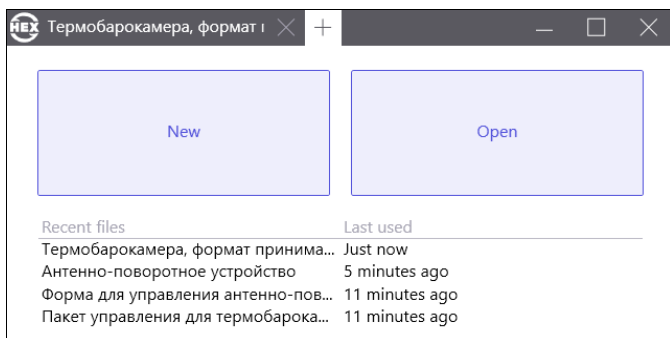 HEX Термобарокамера, формат
New Open
Recent files Last used
Термобарокамера, формат принима... Just now
Антенно-поворотное устройство 5 minutes ago
Форма для управления антенно-пов... 11 minutes ago
Пакет управления для термобарока... 11 minutes ago